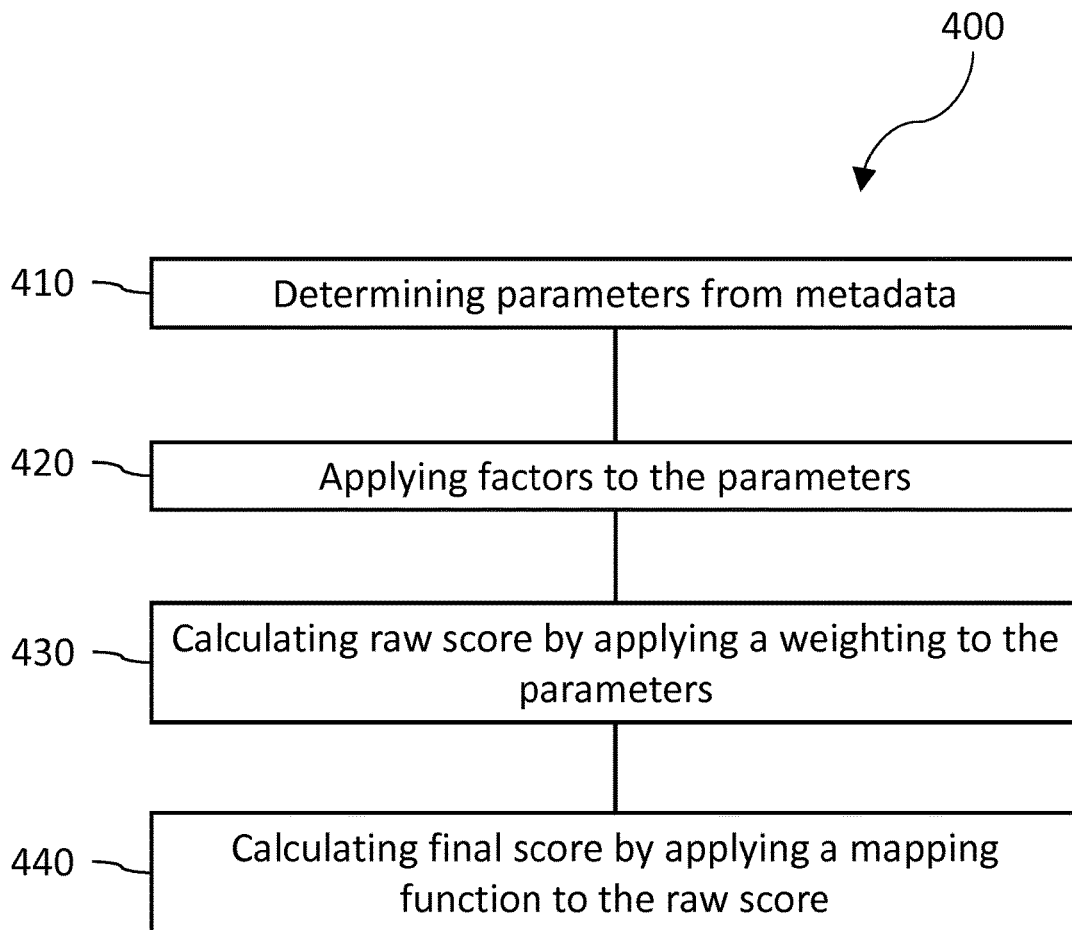 400
410
Determining parameters from metadata
420
Applying factors to the parameters
430
Calculating raw score by applying a weighting to the
parameters
440
Calculating final score by applying a mapping
function to the raw score